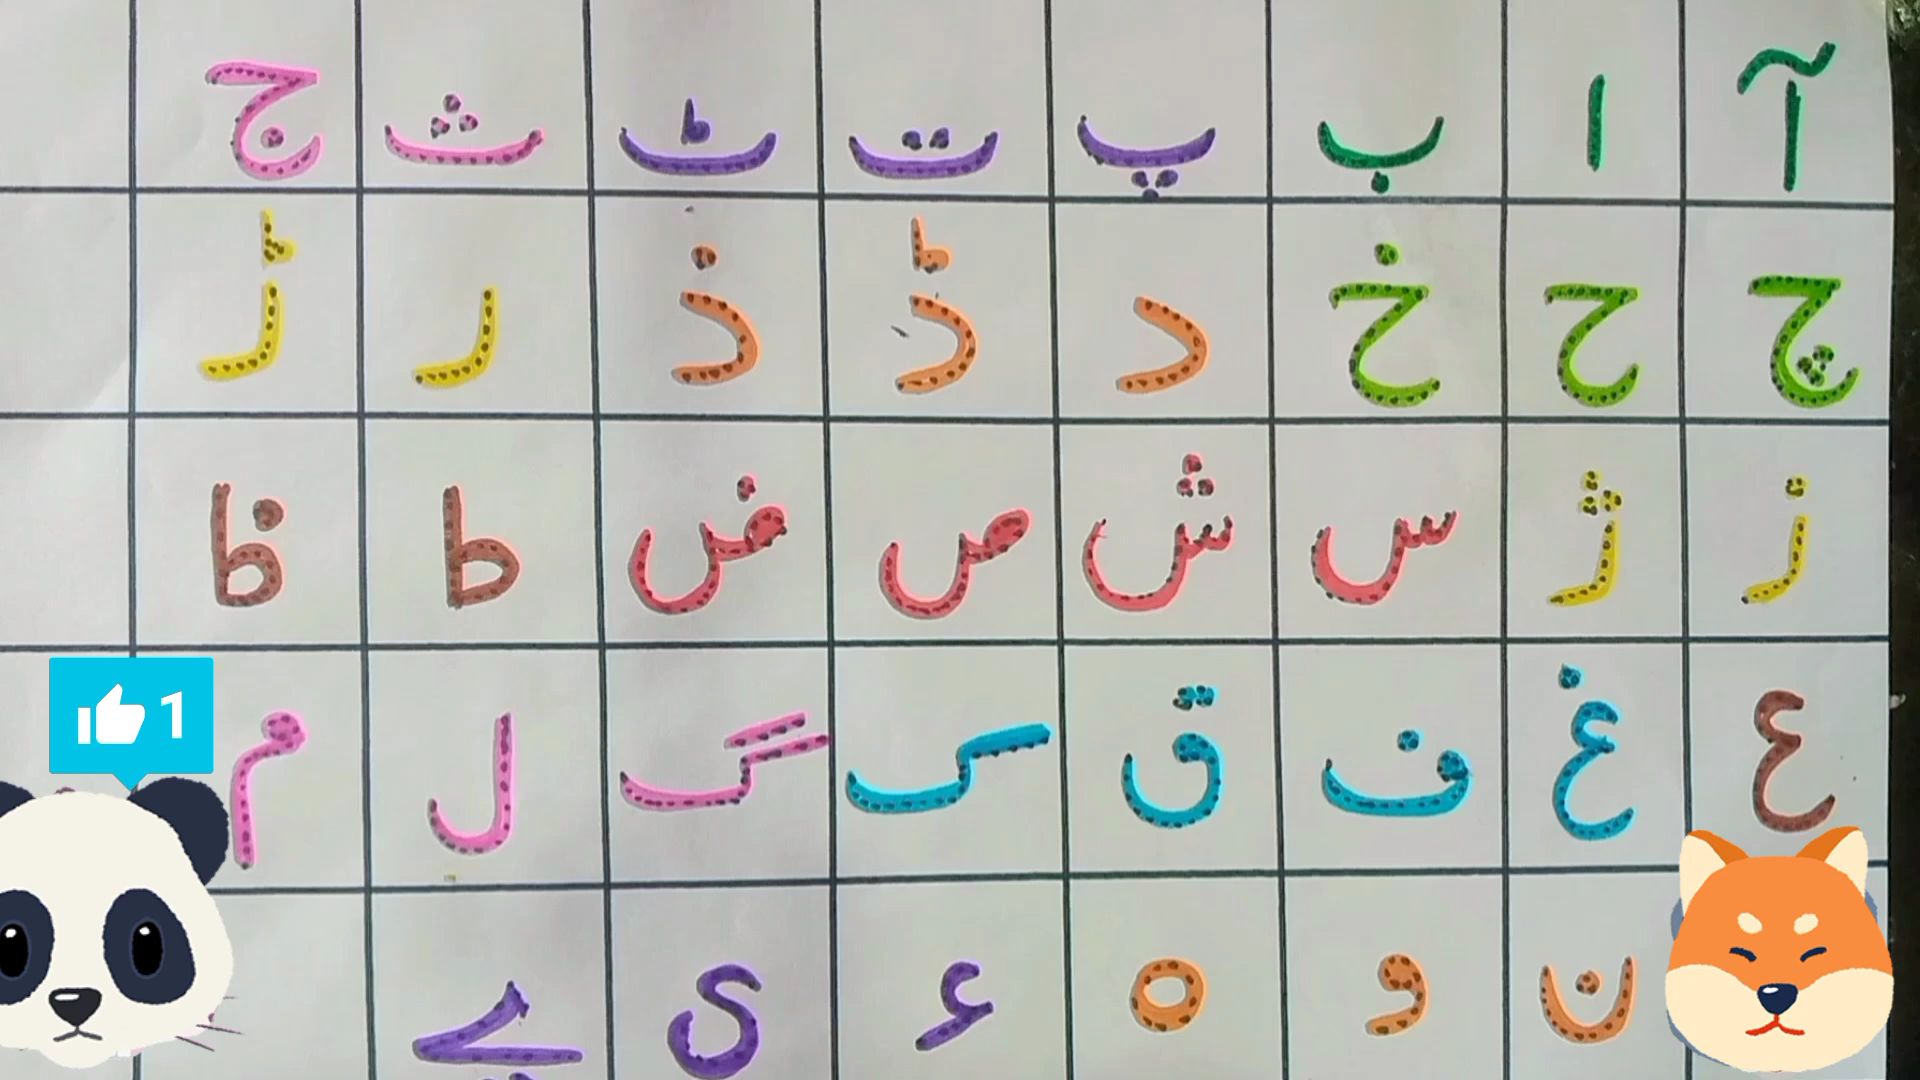 آ ا ب پ ت ٹ ث ج
چ ح خ د ڈ ذ ر ڑ
ز ژ س ش ص ض ط ظ
ع غ ف ق ک گ ل م
ن و ہ ء ی ے
1